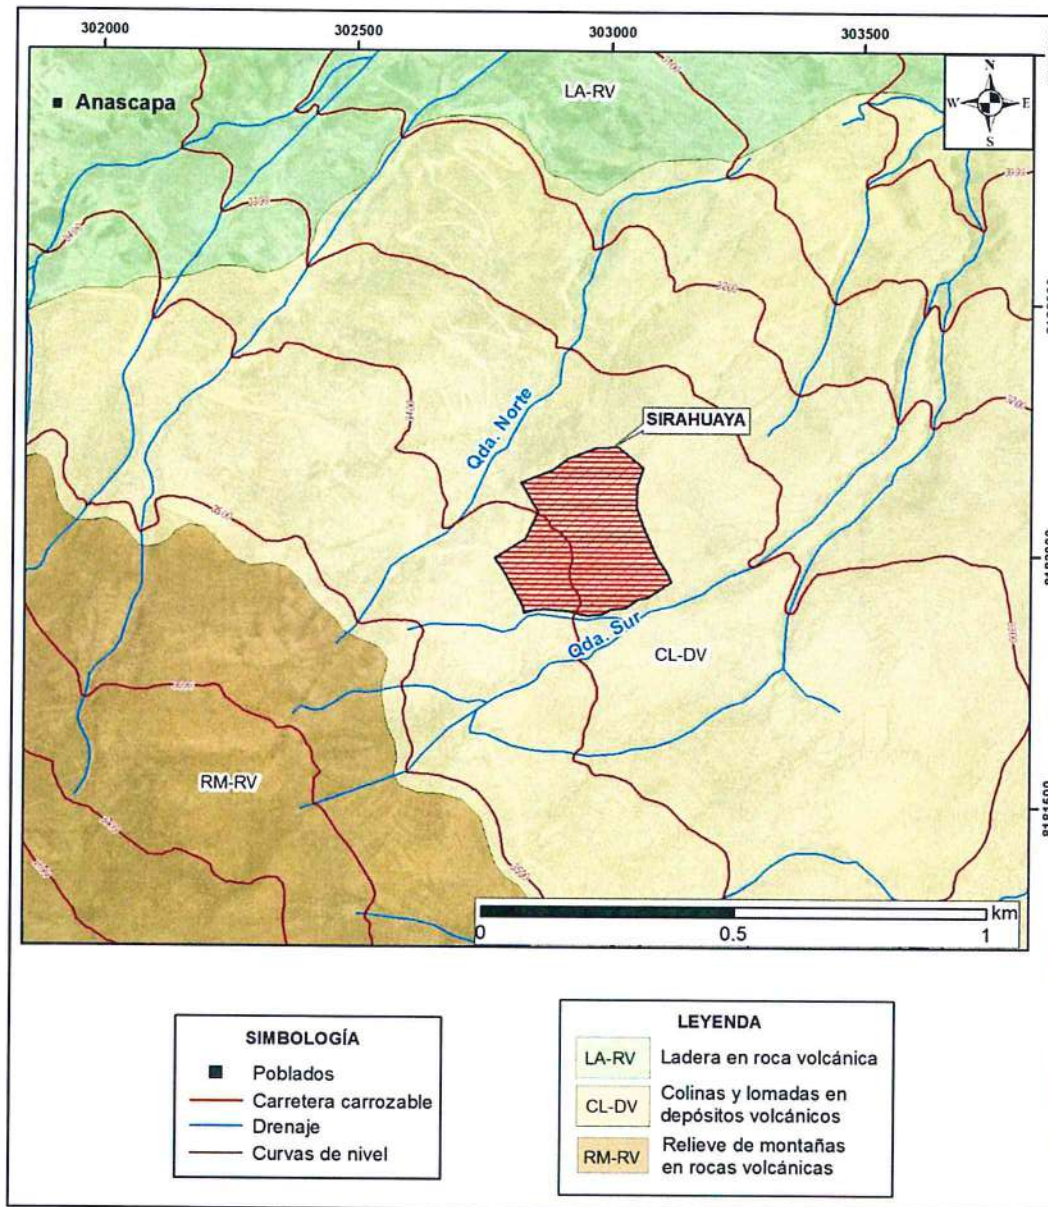 302000
302500
303000
303500
N
W
E
S
Anascapa
LA-RV
3200
Qda. Norte
SIRAHUAYA
Qda. Sur
CL-DV
RM-RV
8181500
km
0
0.5
1
SIMBOLOGÍA
Poblados
Carretera carrozable
Drenaje
Curvas de nivel
LEYENDA
LA-RV
Ladera en roca volcánica
CL-DV
Colinas y lomadas en
depósitos volcánicos
RM-RV
Relieve de montañas
en rocas volcánicas